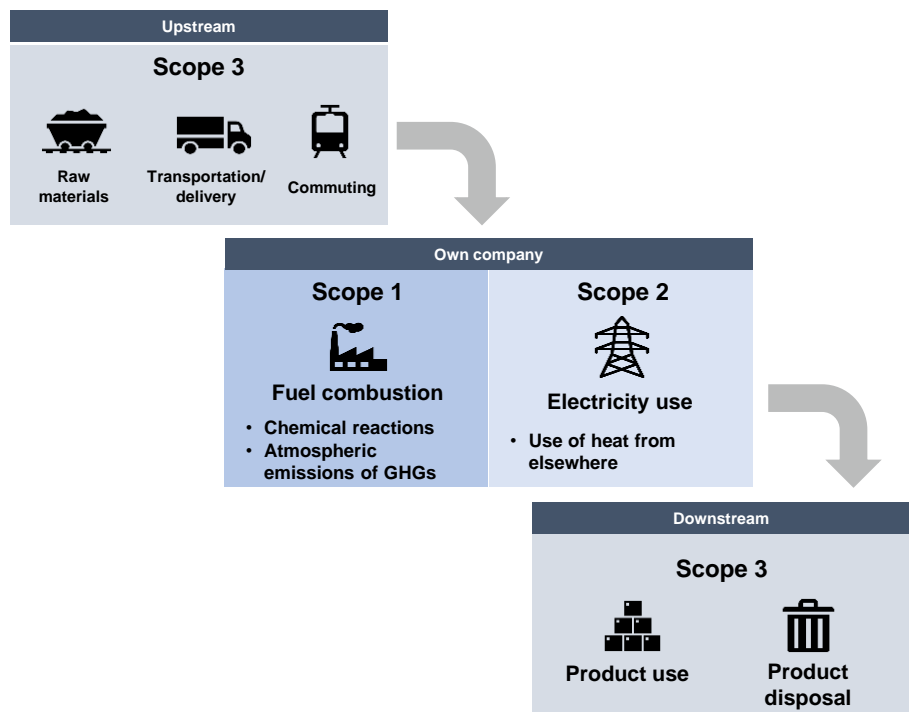 Upstream
Scope 3
Raw
materials
Transportation/
delivery
Commuting
Own company
Scope 1
Fuel combustion
• Chemical reactions
• Atmospheric
emissions of GHGs
Scope 2
Electricity use
• Use of heat from
elsewhere
Downstream
Scope 3
Product use
Product
disposal